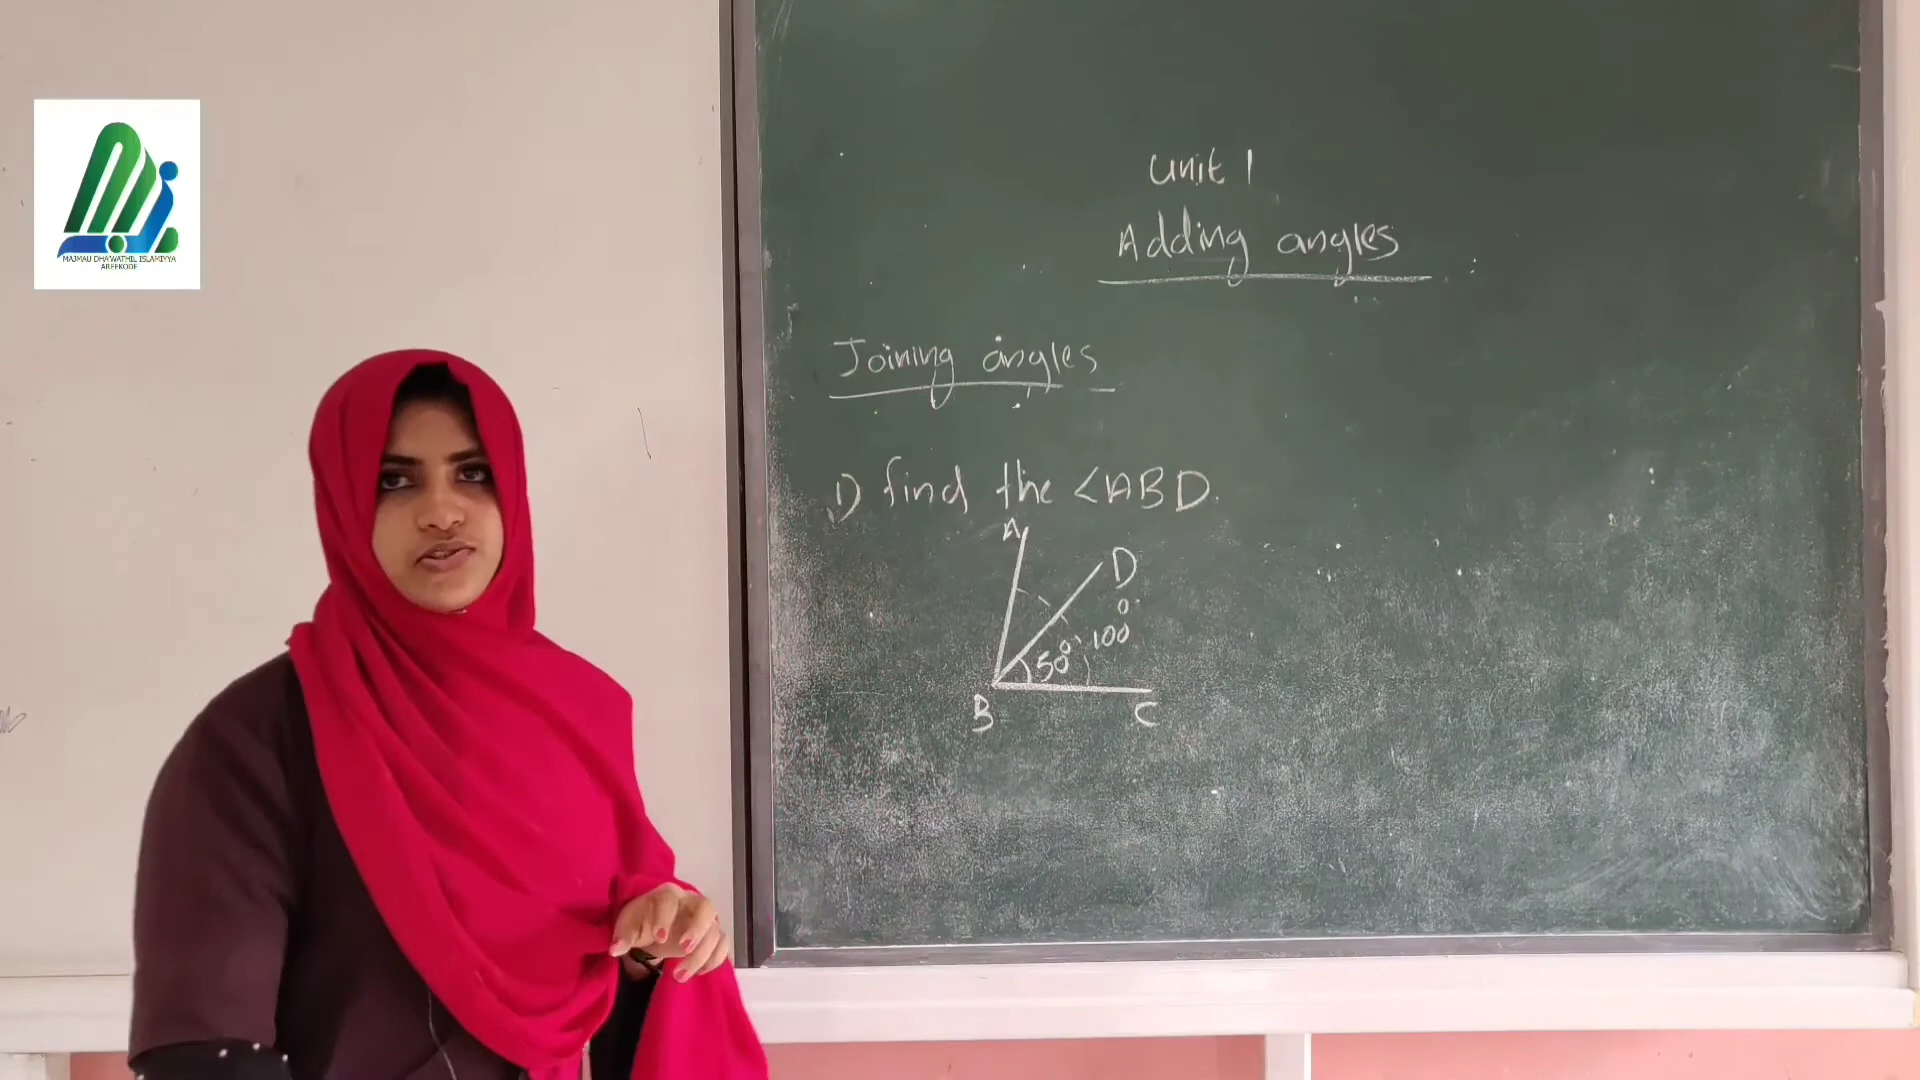 MAJMAU DHA'WATHIL ISLAMIYYA
AREEKODE
Unit 1
Adding angles
Joining angles
1) find the <ABD.
A
D
100°
50°
B
C